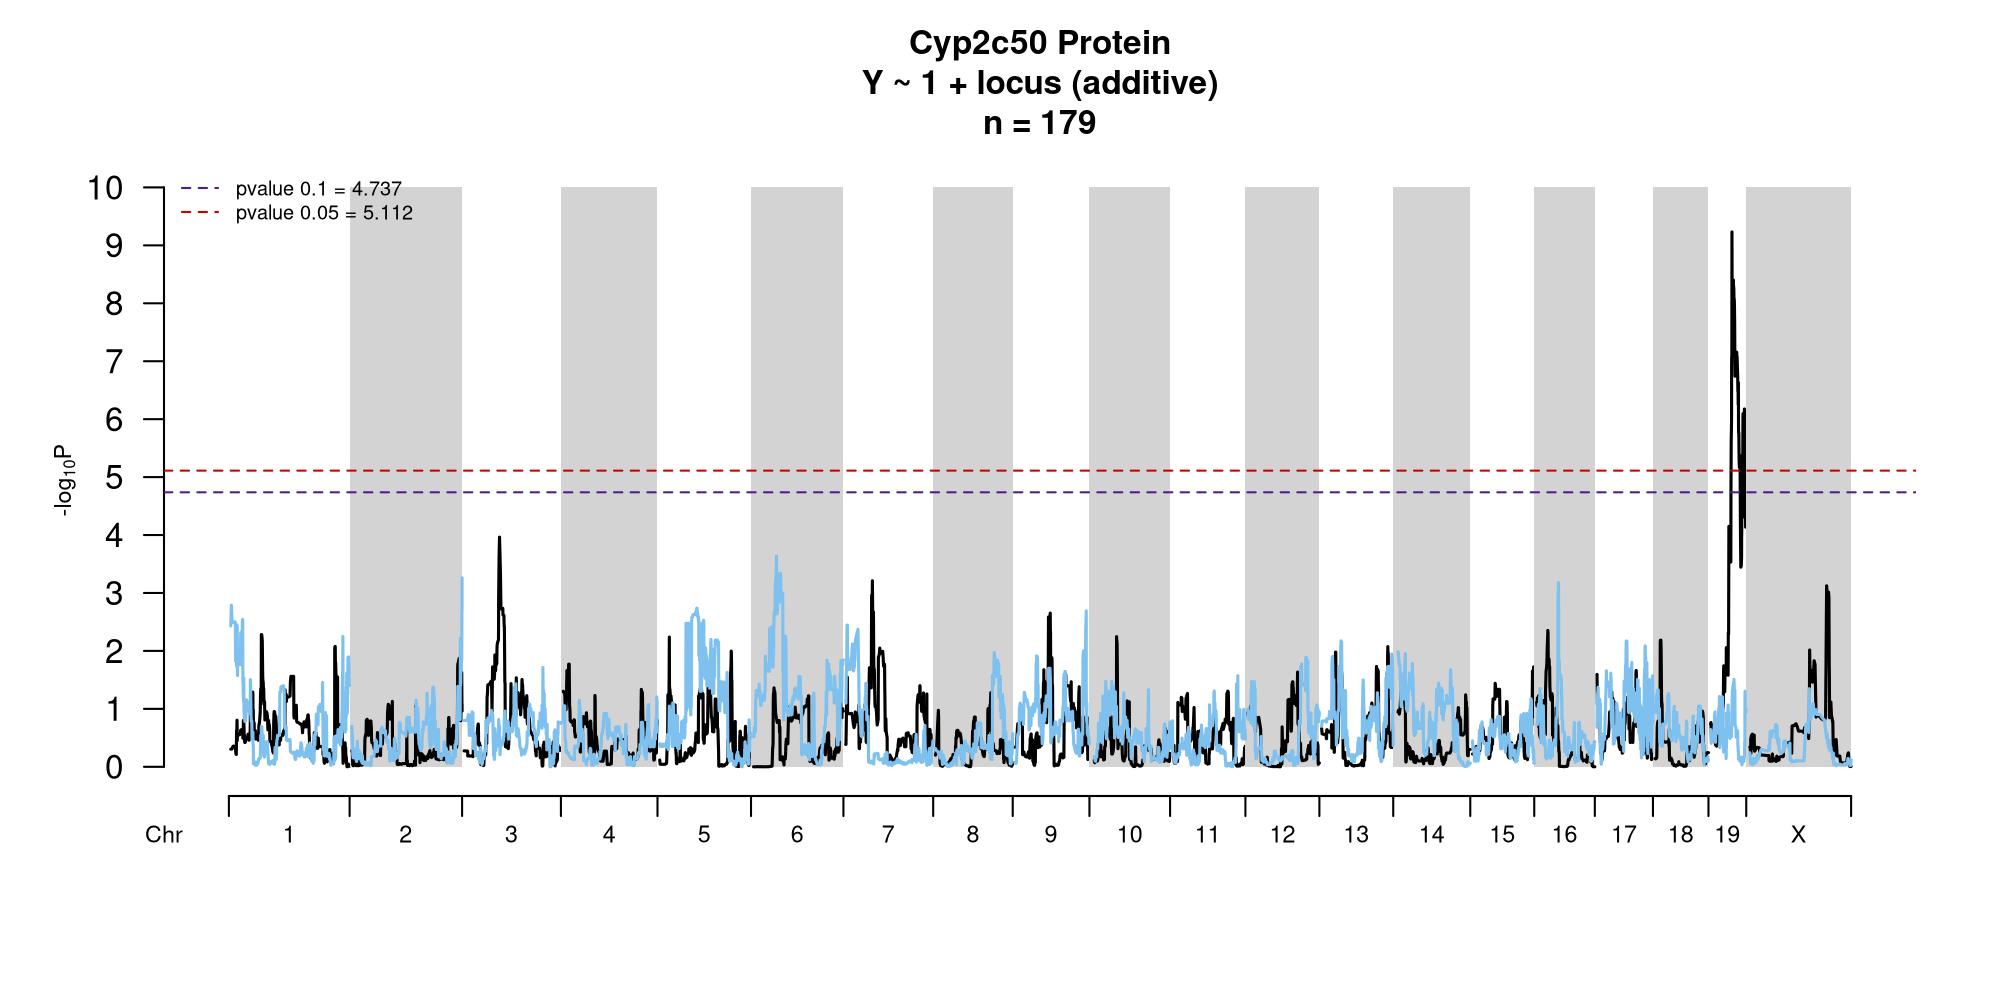 Cyp2c50 Protein
Y ~ 1 + locus (additive)
n = 179
pvalue 0.1 = 4.737
pvalue 0.05 = 5.112
10
9
8
7
6
5
4
3
2
1
0
-log10P
Chr 1 2 3 4 5 6 7 8 9 10 11 12 13 14 15 16 17 18 19 X